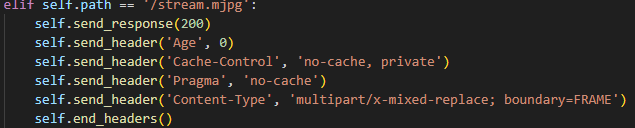 elif self.path == '/stream.mjpg':
self.send_response(200)
self.send_header('Age', 0)
self.send_header('Cache-Control', 'no-cache, private')
self.send_header('Pragma', 'no-cache')
self.send_header('Content-Type', 'multipart/x-mixed-replace; boundary=FRAME')
self.end_headers()